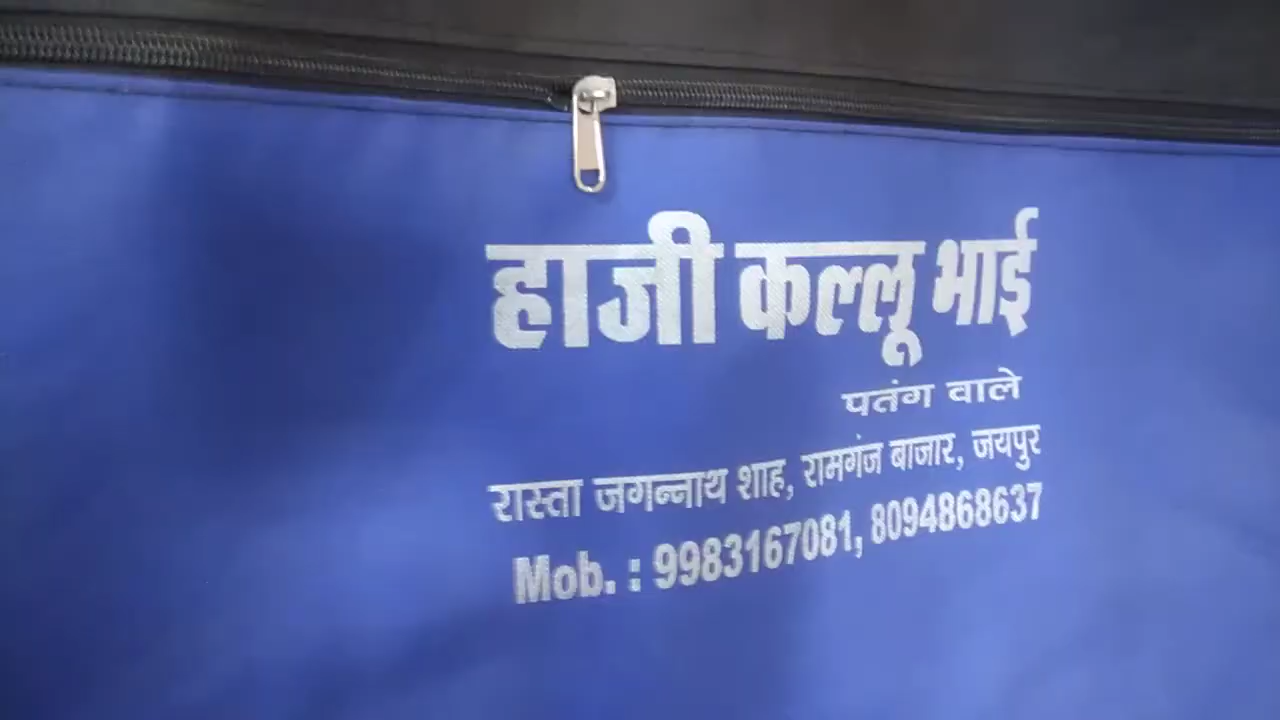 हाजी कल्लू भाई
पतंग वाले
रास्ता जगन्नाथ शाह, रामगंज बाजार, जयपुर
Mob. : 9983167081, 8094868637